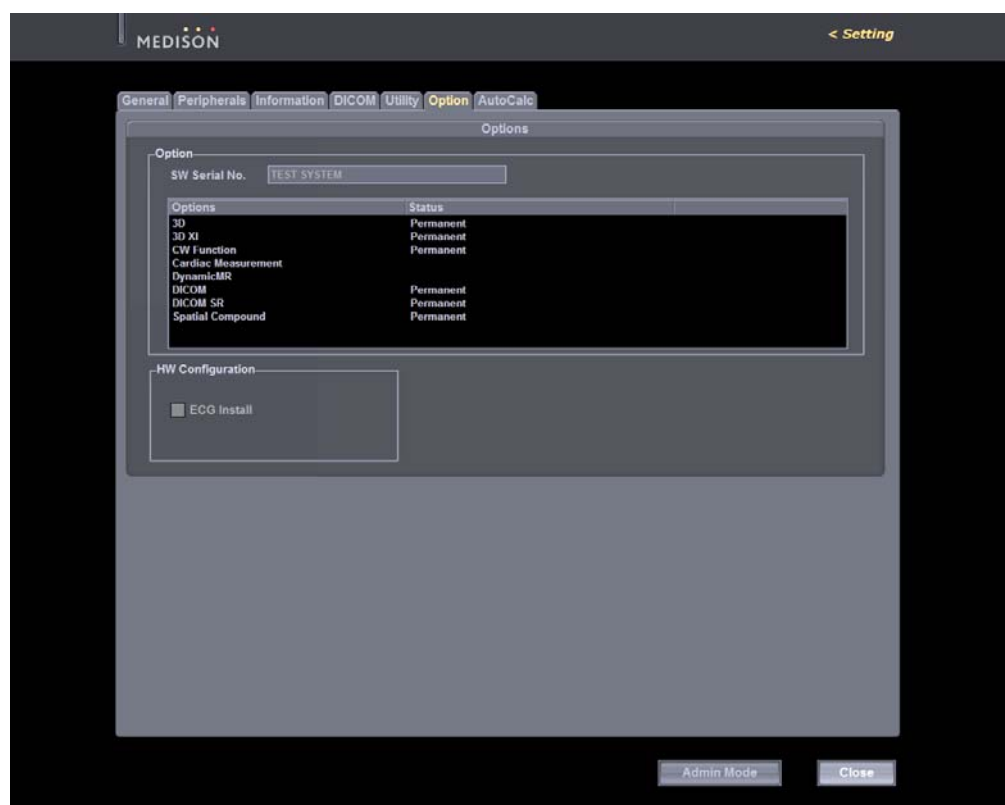 MEDISON
< Setting
General Peripherals Information DICOM Utility Option AutoCalc
Options
Option
SW Serial No. TEST SYSTEM
Options Status
3D Permanent
3D XI Permanent
CW Function Permanent
Cardiac Measurement
DynamicMR
DICOM Permanent
DICOM SR Permanent
Spatial Compound Permanent
HW Configuration
ECG Install
Admin Mode Close